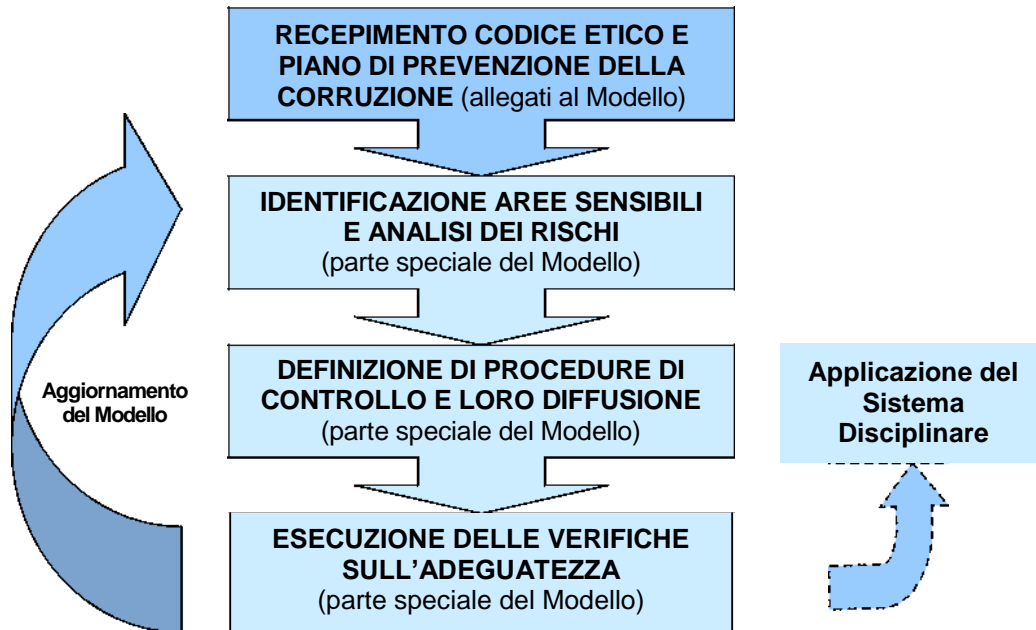 RECEPIMENTO CODICE ETICO E
PIANO DI PREVENZIONE DELLA
CORRUZIONE (allegati al Modello)
IDENTIFICAZIONE AREE SENSIBILI
E ANALISI DEI RISCHI
(parte speciale del Modello)
Aggiornamento
del Modello
DEFINIZIONE DI PROCEDURE DI
CONTROLLO E LORO DIFFUSIONE
(parte speciale del Modello)
Applicazione del
Sistema
Disciplinare
ESECUZIONE DELLE VERIFICHE
SULL’ADEGUATEZZA
(parte speciale del Modello)